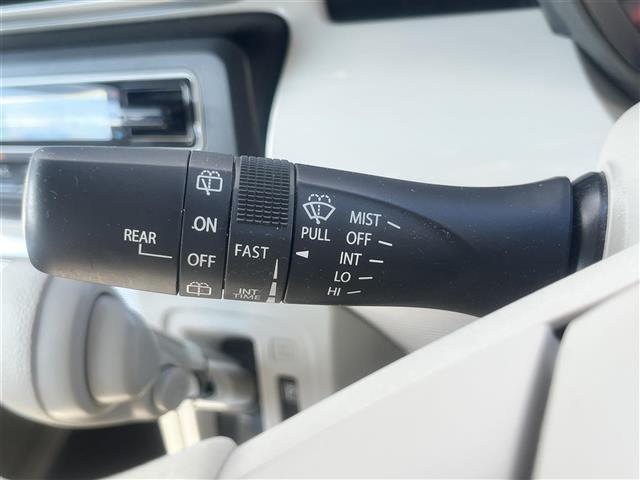 REAR
.ON
OFF
FAST
INT
TIME
PULL
MIST
OFF
INT
LO
HI